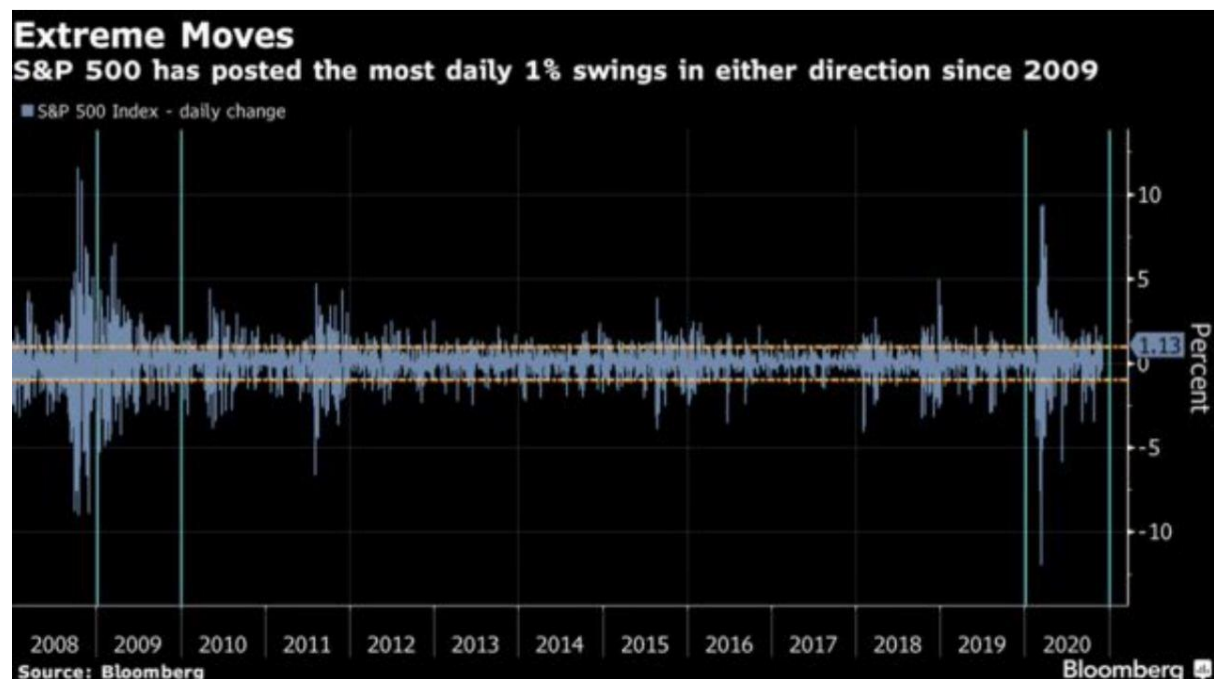 Extreme Moves
S&P 500 has posted the most daily 1% swings in either direction since 2009
S&P 500 Index - daily change
10
5
1.13
0
-5
-10
Percent
2008 2009 2010 2011 2012 2013 2014 2015 2016 2017 2018 2019 2020
Source: Bloomberg
Bloomberg